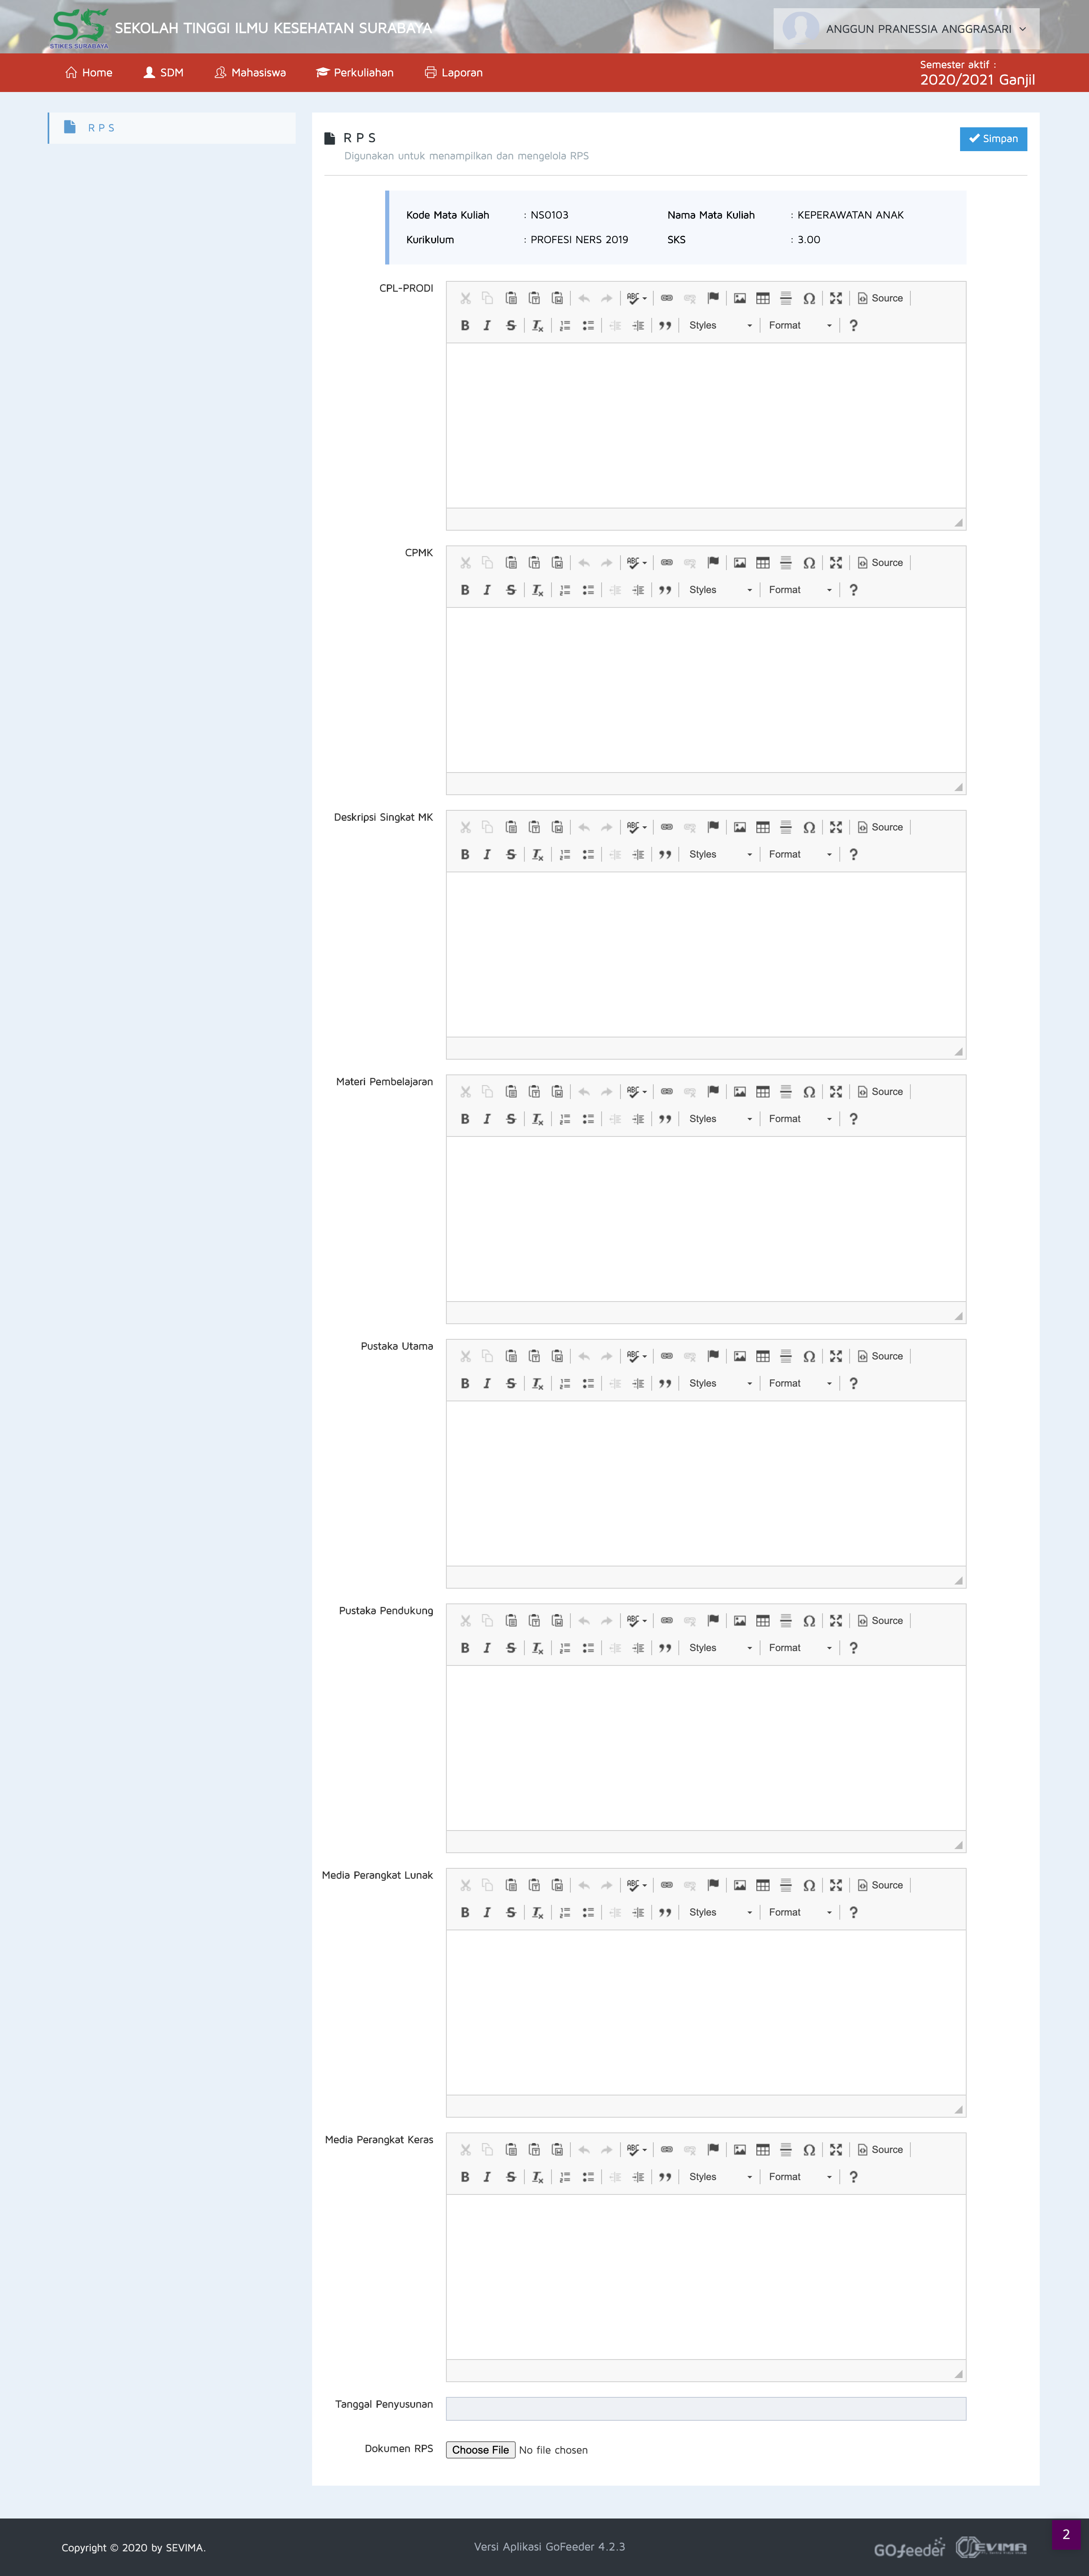 SS
STIKES SURABAYA
SEKOLAH TINGGI ILMU KESEHATAN SURABAYA
ANGGUN PRANESSIA ANGGRASARI
Home SDM Mahasiswa Perkuliahan Laporan
Semester aktif :
2020/2021 Ganjil
R P S
R P S
Simpan
Digunakan untuk menampilkan dan mengelola RPS
Kode Mata Kuliah : NS0103 Nama Mata Kuliah : KEPERAWATAN ANAK
Kurikulum : PROFESI NERS 2019 SKS : 3.00
CPL-PRODI
Source
Styles Format ?
CPMK
Source
Styles Format ?
Deskripsi Singkat MK
Source
Styles Format ?
Materi Pembelajaran
Source
Styles Format ?
Pustaka Utama
Source
Styles Format ?
Pustaka Pendukung
Source
Styles Format ?
Media Perangkat Lunak
Source
Styles Format ?
Media Perangkat Keras
Source
Styles Format ?
Tanggal Penyusunan
Dokumen RPS Choose File No file chosen
Copyright © 2020 by SEVIMA.
Versi Aplikasi GoFeeder 4.2.3
GOfeeder SEVIMA
2